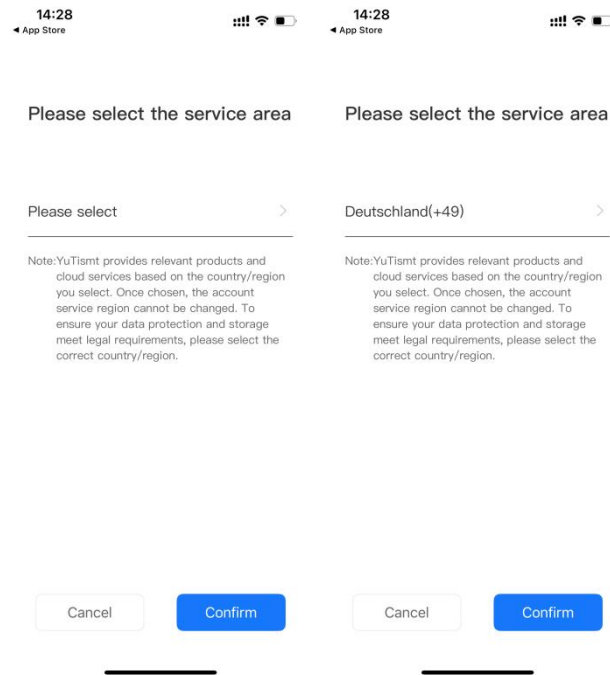 14:28
◀ App Store
Please select the service area
Please select
Note:YuTismt provides relevant products and
cloud services based on the country/region
you select. Once chosen, the account
service region cannot be changed. To
ensure your data protection and storage
meet legal requirements, please select the
correct country/region.
Cancel
Confirm
14:28
◀ App Store
Please select the service area
Deutschland(+49)
Note:YuTismt provides relevant products and
cloud services based on the country/region
you select. Once chosen, the account
service region cannot be changed. To
ensure your data protection and storage
meet legal requirements, please select the
correct country/region.
Cancel
Confirm